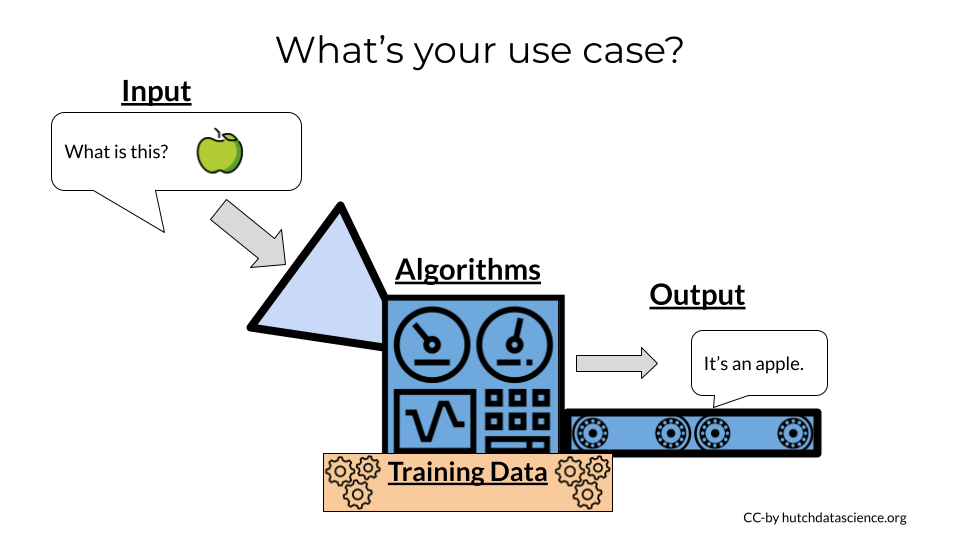 What’s your use case?
Input
What is this?
Algorithms
Output
It’s an apple.
Training Data
CC-by hutchdatascience.org